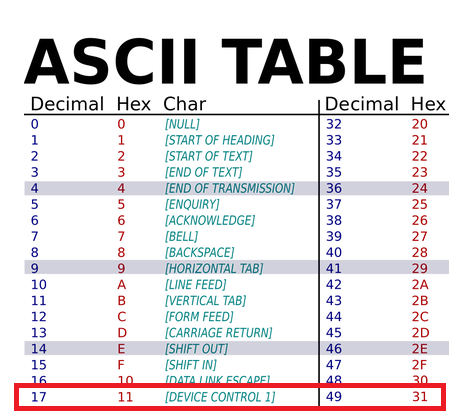 ASCII TABLE
Decimal Hex Char Decimal Hex
0 0 [NULL] 32 20
1 1 [START OF HEADING] 33 21
2 2 [START OF TEXT] 34 22
3 3 [END OF TEXT] 35 23
4 4 [END OF TRANSMISSION] 36 24
5 5 [ENQUIRY] 37 25
6 6 [ACKNOWLEDGE] 38 26
7 7 [BELL] 39 27
8 8 [BACKSPACE] 40 28
9 9 [HORIZONTAL TAB] 41 29
10 A [LINE FEED] 42 2A
11 B [VERTICAL TAB] 43 2B
12 C [FORM FEED] 44 2C
13 D [CARRIAGE RETURN] 45 2D
14 E [SHIFT OUT] 46 2E
15 F [SHIFT IN] 47 2F
16 10 [DATA LINK ESCAPE] 48 30
17 11 [DEVICE CONTROL 1] 49 31